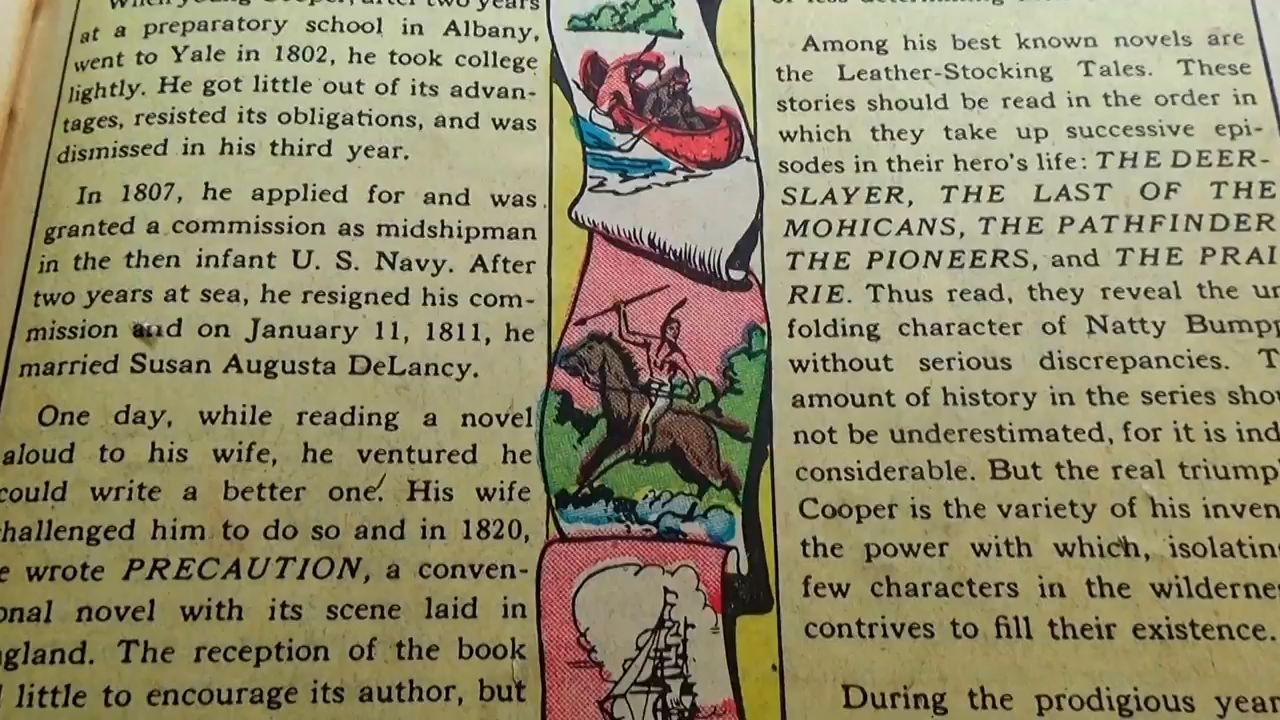 When young Cooper, after two years
at a preparatory school in Albany,
went to Yale in 1802, he took college
lightly. He got little out of its advan-
tages, resisted its obligations, and was
dismissed in his third year.
In 1807, he applied for and was
granted a commission as midshipman
in the then infant U. S. Navy. After
two years at sea, he resigned his com-
mission and on January 11, 1811, he
married Susan Augusta DeLancy.
One day, while reading a novel
aloud to his wife, he ventured he
could write a better one. His wife
hallenged him to do so and in 1820,
e wrote PRECAUTION, a conven-
onal novel with its scene laid in
gland. The reception of the book
little to encourage its author, but
Among his best known novels are
the Leather-Stocking Tales. These
stories should be read in the order in
which they take up successive epi-
sodes in their hero's life: THE DEER-
SLAYER, THE LAST OF THE
MOHICANS, THE PATHFINDER
THE PIONEERS, and THE PRAI
RIE. Thus read, they reveal the un
folding character of Natty Bumpp
without serious discrepancies. T
amount of history in the series shou
not be underestimated, for it is ind
considerable. But the real triump
Cooper is the variety of his inven
the power with which, isolatin
few characters in the wilderne
contrives to fill their existence.
During the prodigious year